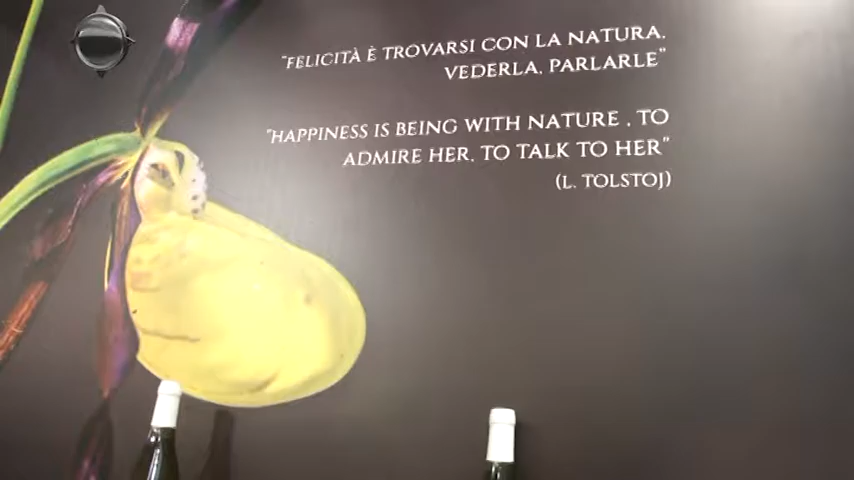 "FELICITÀ È TROVARSI CON LA NATURA,
VEDERLA, PARLARLE"
"HAPPINESS IS BEING WITH NATURE , TO
ADMIRE HER, TO TALK TO HER"
(L. TOLSTOJ)